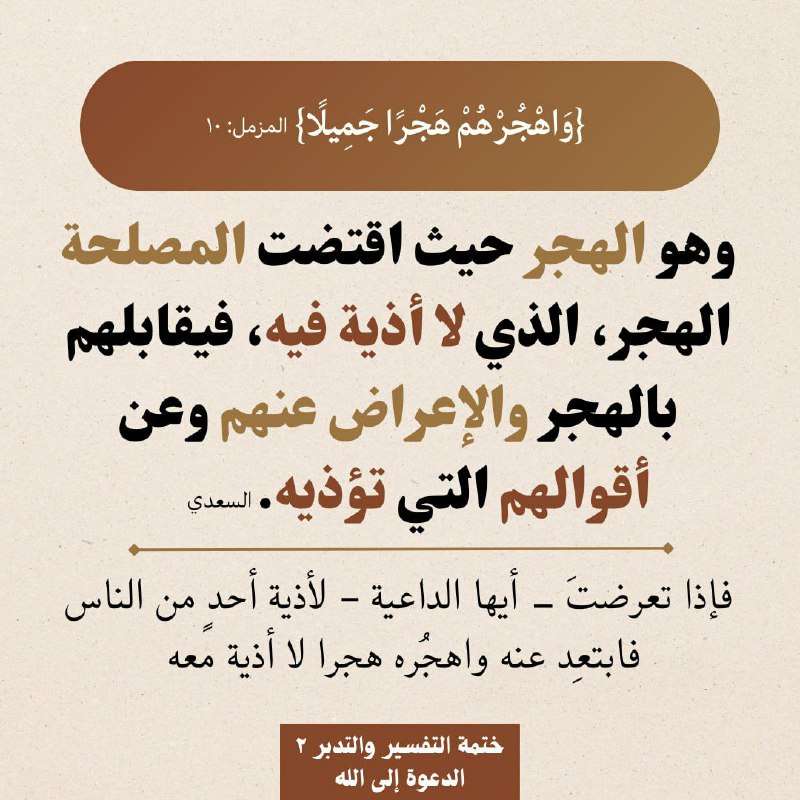 {وَاهْجُرْهُمْ هَجْرًا جَمِيلًا} المزمل: ١٠
وهو الهجر حيث اقتضت المصلحة
الهجر، الذي لا أذية فيه، فيقابلهم
بالهجر والإعراض عنهم وعن
أقوالهم التي تؤذيه. السعدي
فإذا تعرضتَ – أيها الداعية – لأذية أحدٍ من الناس
فابتعِد عنه واهجُره هجرا لا أذية معه
ختمة التفسير والتدبر ٢
الدعوة إلى الله